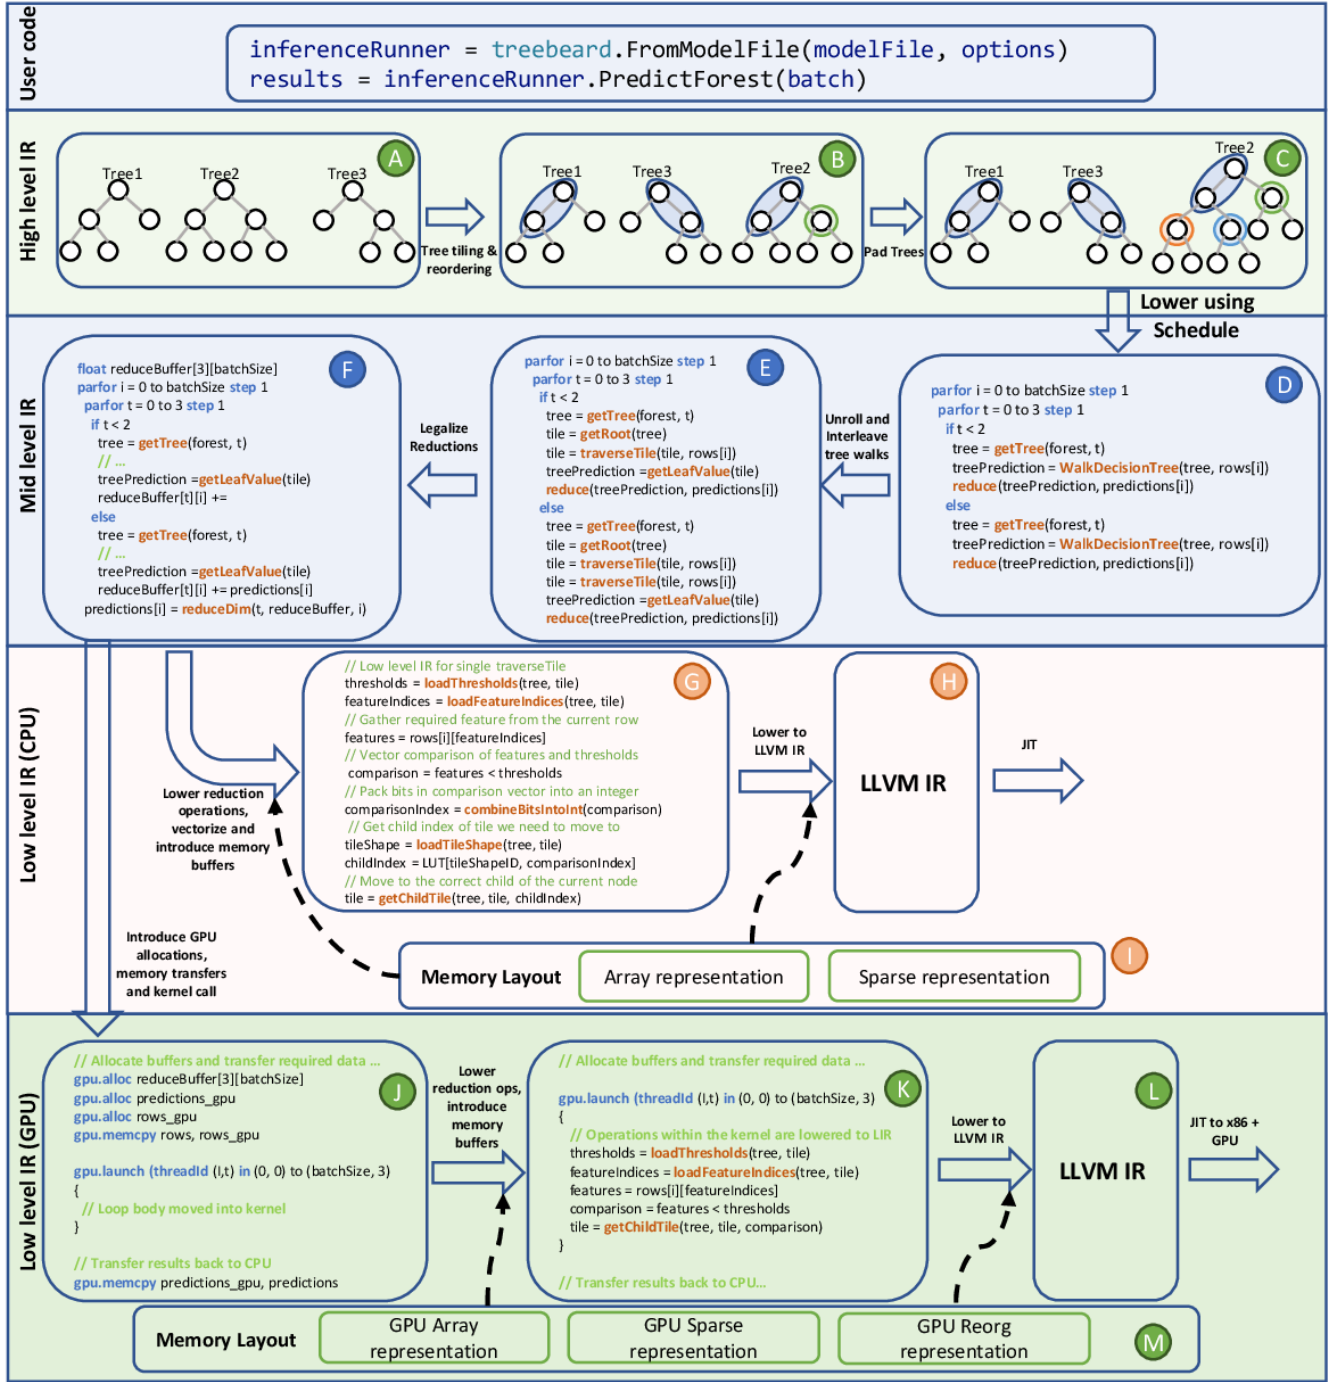 User code
inferenceRunner = treebeard.FromModelFile(modelFile, options)
results = inferenceRunner.PredictForest(batch)
High level IR
A
Tree1
Tree2
Tree3
Tree tiling &
reordering
B
Tree1
Tree3
Tree2
Pad Trees
C
Tree1
Tree3
Tree2
Lower using
Schedule
Mid level IR
F
float reduceBuffer[3][batchSize]
parfor i = 0 to batchSize step 1
parfor t = 0 to 3 step 1
if t < 2
tree = getTree(forest, t)
// ...
treePrediction =getLeafValue(tile)
reduceBuffer[t][i] +=
else
tree = getTree(forest, t)
// ...
treePrediction =getLeafValue(tile)
reduceBuffer[t][i] += predictions[i]
predictions[i] = reduceDim(t, reduceBuffer, i)
Legalize
Reductions
E
parfor i = 0 to batchSize step 1
parfor t = 0 to 3 step 1
if t < 2
tree = getTree(forest, t)
tile = getRoot(tree)
tile = traverseTile(tile, rows[i])
treePrediction =getLeafValue(tile)
reduce(treePrediction, predictions[i])
else
tree = getTree(forest, t)
tile = getRoot(tree)
tile = traverseTile(tile, rows[i])
tile = traverseTile(tile, rows[i])
treePrediction =getLeafValue(tile)
reduce(treePrediction, predictions[i])
Unroll and
Interleave
tree walks
D
parfor i = 0 to batchSize step 1
parfor t = 0 to 3 step 1
if t < 2
tree = getTree(forest, t)
treePrediction = WalkDecisionTree(tree, rows[i])
reduce(treePrediction, predictions[i])
else
tree = getTree(forest, t)
treePrediction = WalkDecisionTree(tree, rows[i])
reduce(treePrediction, predictions[i])
Low level IR (CPU)
Lower reduction
operations,
vectorize and
introduce memory
buffers
G
// Low level IR for single traverseTile
thresholds = loadThresholds(tree, tile)
featureIndices = loadFeatureIndices(tree, tile)
// Gather required feature from the current row
features = rows[i][featureIndices]
// Vector comparison of features and thresholds
comparison = features < thresholds
// Pack bits in comparison vector into an integer
comparisonIndex = combineBitsIntoInt(comparison)
// Get child index of tile we need to move to
tileShape = loadTileShape(tree, tile)
childIndex = LUT[tileShapeID, comparisonIndex]
// Move to the correct child of the current node
tile = getChildTile(tree, tile, childIndex)
Lower to
LLVM IR
H
LLVM IR
JIT
Introduce GPU
allocations,
memory transfers
and kernel call
Memory Layout
Array representation
Sparse representation
I
Low level IR (GPU)
J
// Allocate buffers and transfer required data ...
gpu.alloc reduceBuffer[3][batchSize]
gpu.alloc predictions_gpu
gpu.alloc rows_gpu
gpu.memcpy rows, rows_gpu
gpu.launch (threadId (I,t) in (0, 0) to (batchSize, 3)
{
// Loop body moved into kernel
}
// Transfer results back to CPU
gpu.memcpy predictions_gpu, predictions
Lower
reduction ops,
introduce
memory
buffers
K
// Allocate buffers and transfer required data ...
gpu.launch (threadId (I,t) in (0, 0) to (batchSize, 3)
{
// Operations within the kernel are lowered to LIR
thresholds = loadThresholds(tree, tile)
featureIndices = loadFeatureIndices(tree, tile)
features = rows[i][featureIndices]
comparison = features < thresholds
tile = getChildTile(tree, tile, comparison)
}
// Transfer results back to CPU...
Lower to
LLVM IR
L
LLVM IR
JIT to x86 +
GPU
Memory Layout
GPU Array
representation
GPU Sparse
representation
GPU Reorg
representation
M